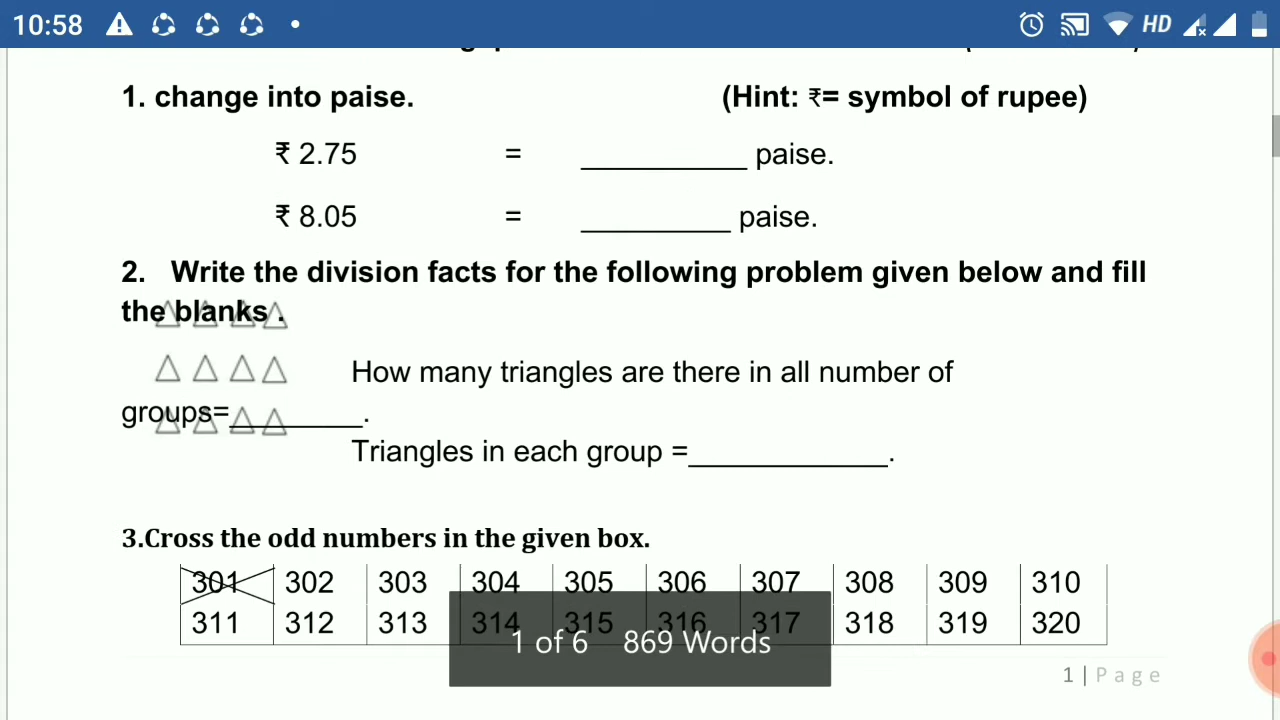 10:58 HD
1. change into paise. (Hint: ₹= symbol of rupee)
₹ 2.75 = __________ paise.
₹ 8.05 = _________ paise.
2. Write the division facts for the following problem given below and fill
the blanks .
How many triangles are there in all number of
groups=________.
Triangles in each group =____________.
3.Cross the odd numbers in the given box.
301 302 303 304 305 306 307 308 309 310
311 312 313 314 315 316 317 318 319 320
1 of 6 869 Words
1 | Page